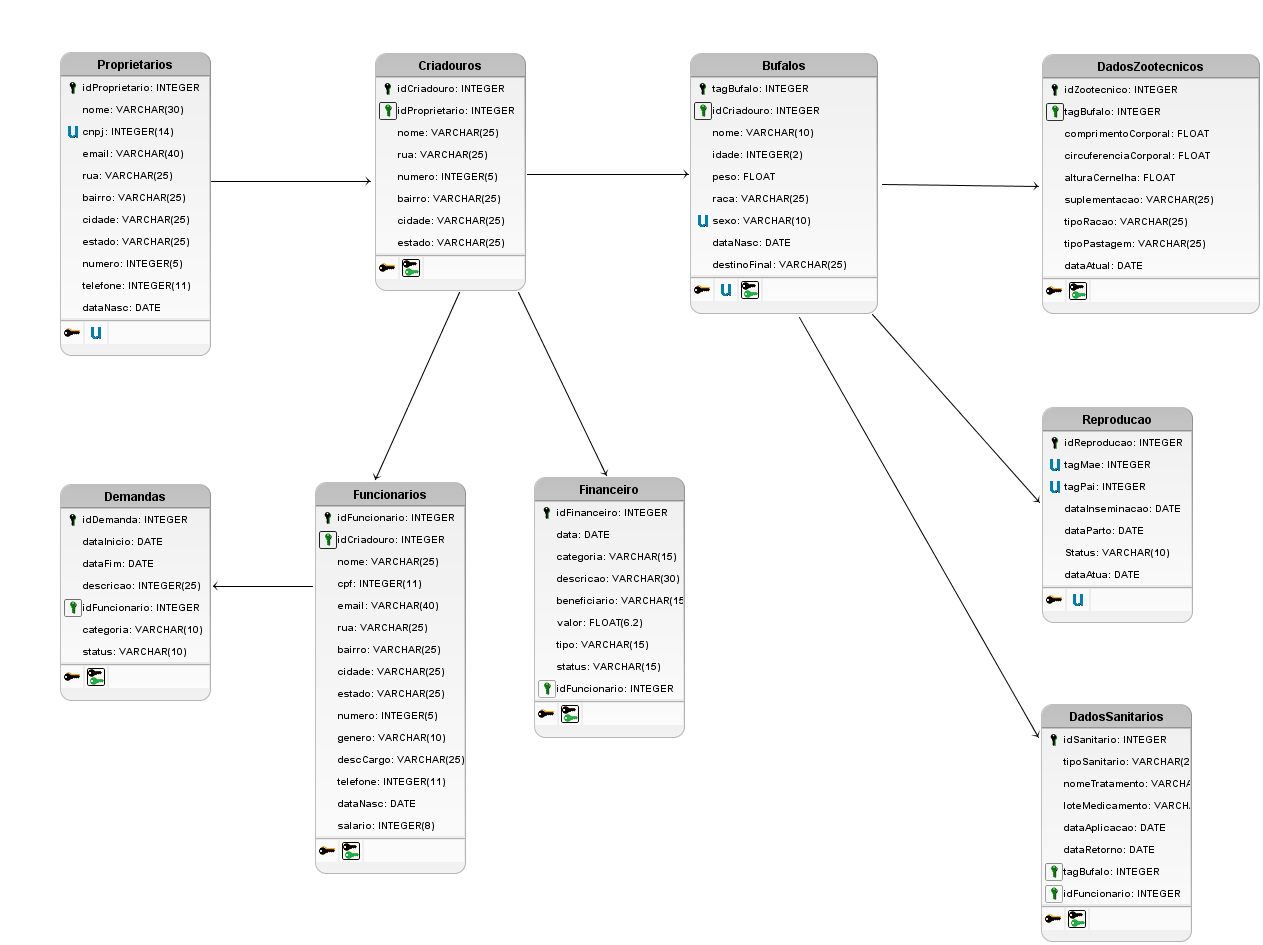 Proprietarios
idProprietario: INTEGER
nome: VARCHAR(30)
cnpj: INTEGER(14)
email: VARCHAR(40)
rua: VARCHAR(25)
bairro: VARCHAR(25)
cidade: VARCHAR(25)
estado: VARCHAR(25)
numero: INTEGER(5)
telefone: INTEGER(11)
dataNasc: DATE
Criadouros
idCriadouro: INTEGER
idProprietario: INTEGER
nome: VARCHAR(25)
rua: VARCHAR(25)
numero: INTEGER(5)
bairro: VARCHAR(25)
cidade: VARCHAR(25)
estado: VARCHAR(25)
Bufalos
tagBufalo: INTEGER
idCriadouro: INTEGER
nome: VARCHAR(10)
idade: INTEGER(2)
peso: FLOAT
raca: VARCHAR(25)
sexo: VARCHAR(10)
dataNasc: DATE
destinoFinal: VARCHAR(25)
DadosZootecnicos
idZootecnico: INTEGER
tagBufalo: INTEGER
comprimentoCorporal: FLOAT
circuferenciaCorporal: FLOAT
alturaCernelha: FLOAT
suplementacao: VARCHAR(25)
tipoRacao: VARCHAR(25)
tipoPastagem: VARCHAR(25)
dataAtual: DATE
Demandas
idDemanda: INTEGER
dataInicio: DATE
dataFim: DATE
descricao: INTEGER(25)
idFuncionario: INTEGER
categoria: VARCHAR(10)
status: VARCHAR(10)
Funcionarios
idFuncionario: INTEGER
idCriadouro: INTEGER
nome: VARCHAR(25)
cpf: INTEGER(11)
email: VARCHAR(40)
rua: VARCHAR(25)
bairro: VARCHAR(25)
cidade: VARCHAR(25)
estado: VARCHAR(25)
numero: INTEGER(5)
genero: VARCHAR(10)
descCargo: VARCHAR(25)
telefone: INTEGER(11)
dataNasc: DATE
salario: INTEGER(8)
Financeiro
idFinanceiro: INTEGER
data: DATE
categoria: VARCHAR(15)
descricao: VARCHAR(30)
beneficiario: VARCHAR(15
valor: FLOAT(6.2)
tipo: VARCHAR(15)
status: VARCHAR(15)
idFuncionario: INTEGER
Reproducao
idReproducao: INTEGER
tagMae: INTEGER
tagPai: INTEGER
dataInseminacao: DATE
dataParto: DATE
Status: VARCHAR(10)
dataAtua: DATE
DadosSanitarios
idSanitario: INTEGER
tipoSanitario: VARCHAR(2
nomeTratamento: VARCHA
loteMedicamento: VARCH
dataAplicacao: DATE
dataRetorno: DATE
tagBufalo: INTEGER
idFuncionario: INTEGER